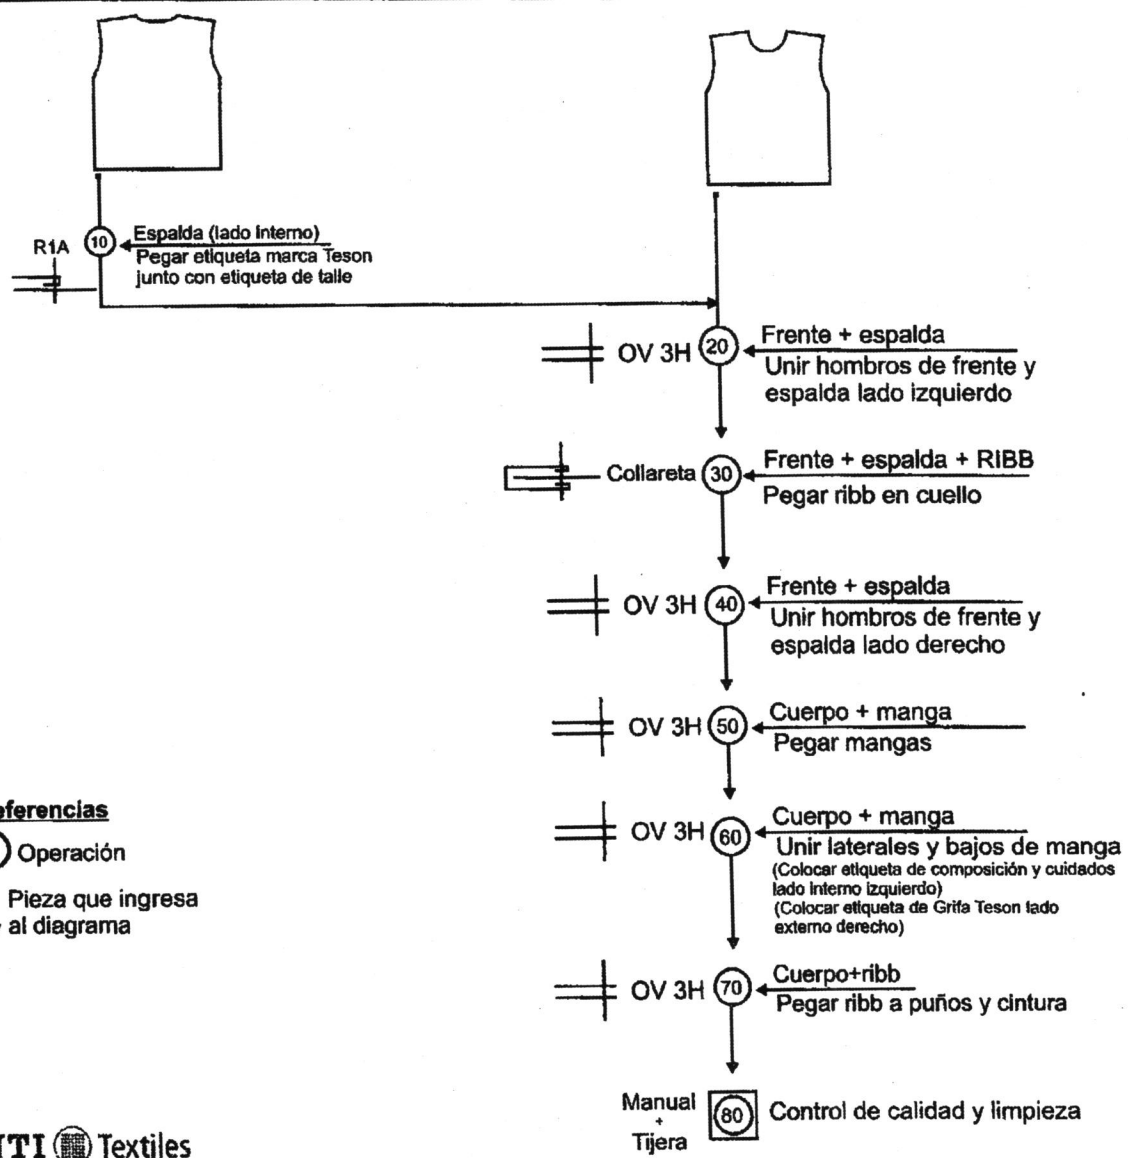 R1A
10
Espalda (lado Interno)
Pegar etiqueta marca Teson
junto con etiqueta de talle
OV 3H
20
Frente + espalda
Unir hombros de frente y
espalda lado izquierdo
Collareta
30
Frente + espalda + RIBB
Pegar ribb en cuello
OV 3H
40
Frente + espalda
Unir hombros de frente y
espalda lado derecho
OV 3H
50
Cuerpo + manga
Pegar mangas
OV 3H
60
Cuerpo + manga
Unir laterales y bajos de manga
(Colocar etiqueta de composición y cuidados
lado Interno izquierdo)
(Colocar etiqueta de Grifa Teson lado
externo derecho)
eferencias
Operación
Pieza que ingresa
al diagrama
OV 3H
70
Cuerpo+ribb
Pegar ribb a puños y cintura
Manual
+
Tijera
80
Control de calidad y limpieza
NTI Textiles